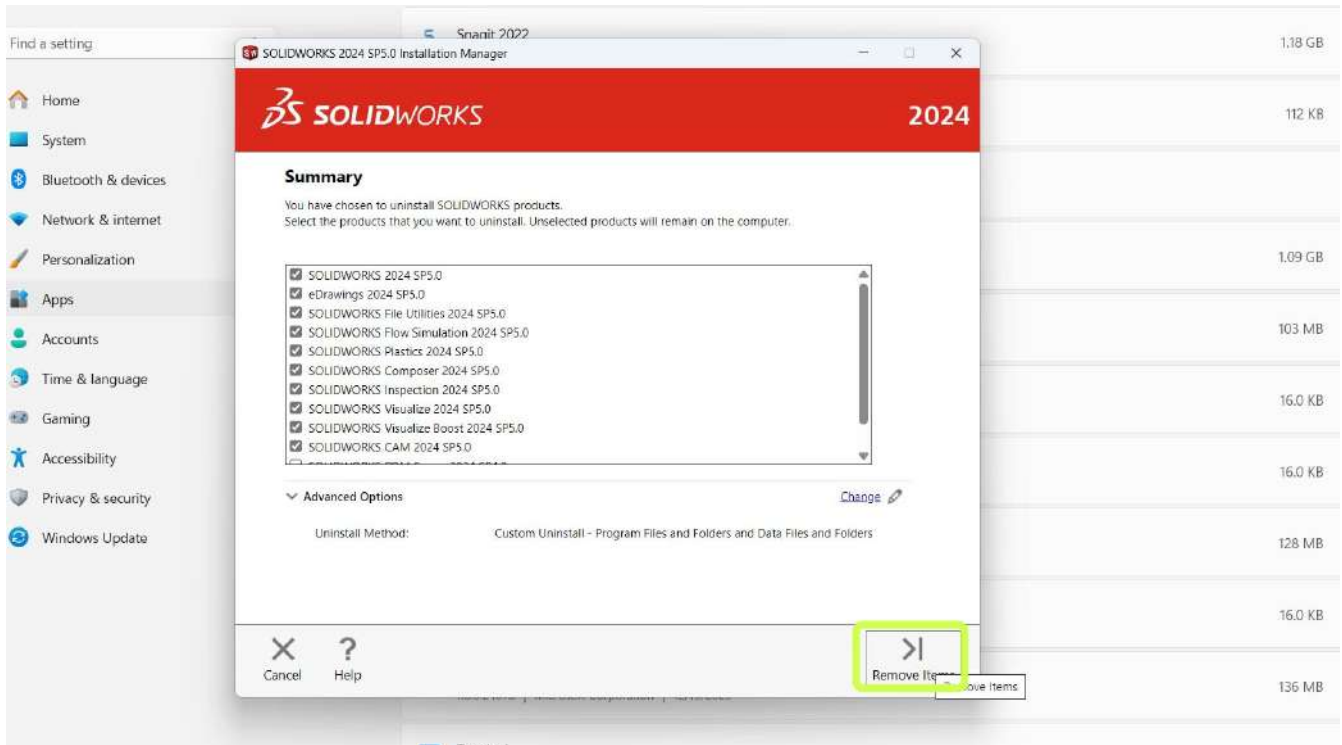 Find a setting
Home
System
Bluetooth & devices
Network & internet
Personalization
Apps
Accounts
Time & language
Gaming
Accessibility
Privacy & security
Windows Update
Snagit 2022
SOLIDWORKS 2024 SP5.0 Installation Manager
SOLIDWORKS
2024
Summary
You have chosen to uninstall SOLIDWORKS products.
Select the products that you want to uninstall. Unselected products will remain on the computer.
SOLIDWORKS 2024 SP5.0
eDrawings 2024 SP5.0
SOLIDWORKS File Utilities 2024 SP5.0
SOLIDWORKS Flow Simulation 2024 SP5.0
SOLIDWORKS Plastics 2024 SP5.0
SOLIDWORKS Composer 2024 SP5.0
SOLIDWORKS Inspection 2024 SP5.0
SOLIDWORKS Visualize 2024 SP5.0
SOLIDWORKS Visualize Boost 2024 SP5.0
SOLIDWORKS CAM 2024 SP5.0
Advanced Options
Change
Uninstall Method: Custom Uninstall - Program Files and Folders and Data Files and Folders
Cancel
Help
Remove Items
Remove Items
1.18 GB
112 KB
1.09 GB
103 MB
16.0 KB
16.0 KB
128 MB
16.0 KB
136 MB